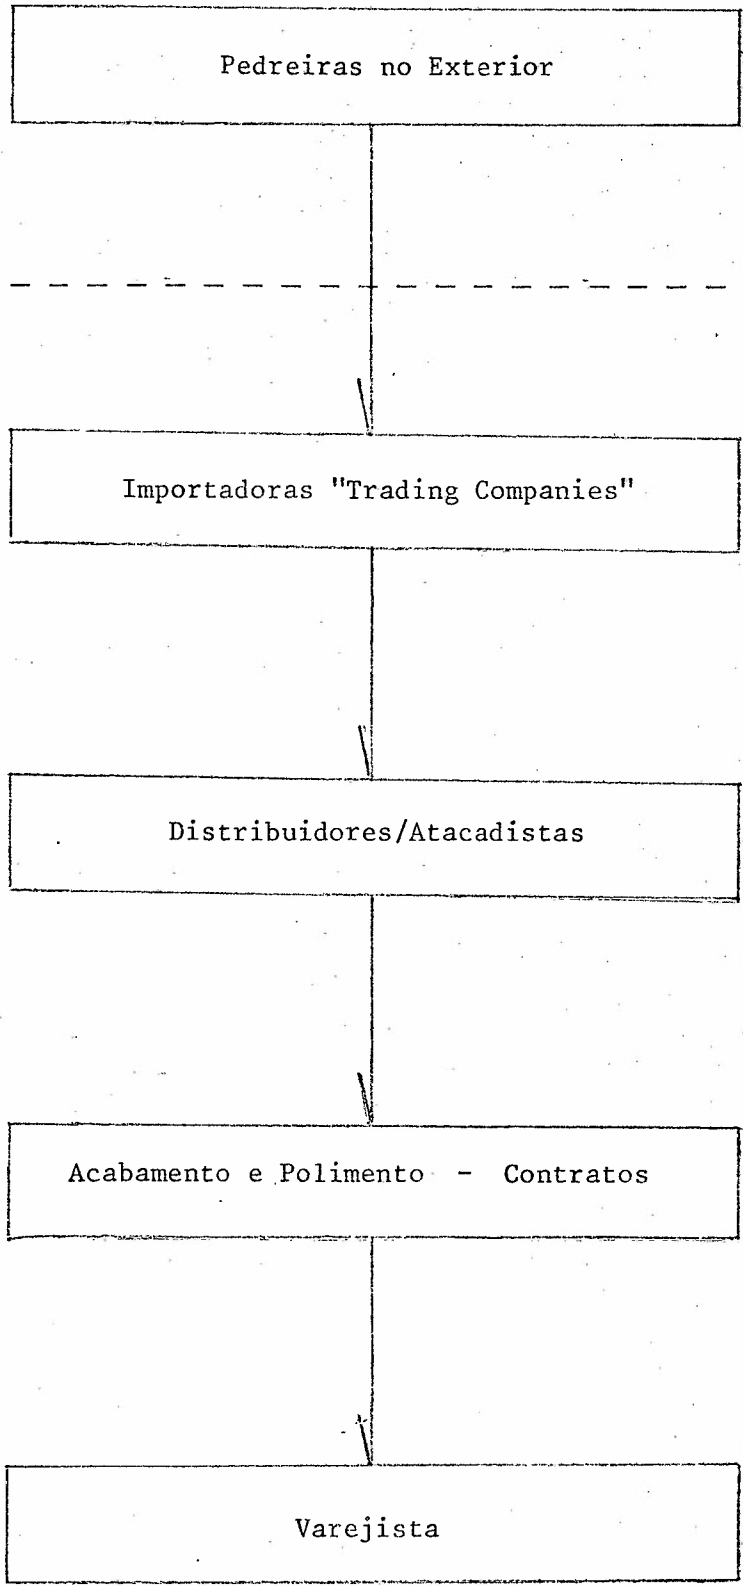 Pedreiras no Exterior
Importadoras "Trading Companies"
Distribuidores/Atacadistas
Acabamento e Polimento - Contratos
Varejista